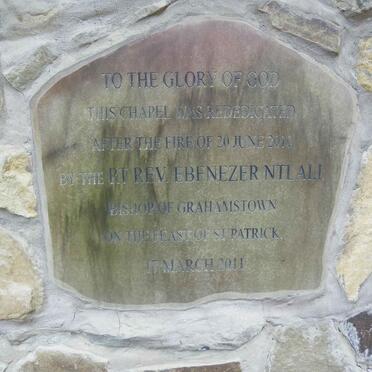 TO THE GLORY OF GOD
THIS CHAPEL WAS REDEDICATED
AFTER THE FIRE OF 20 JUNE
BY THE RT REV. EBENEZER NTLALI
BISHOP OF GRAHAMSTOWN
ON THE FEAST OF ST PATRICK,
17 MARCH 2011